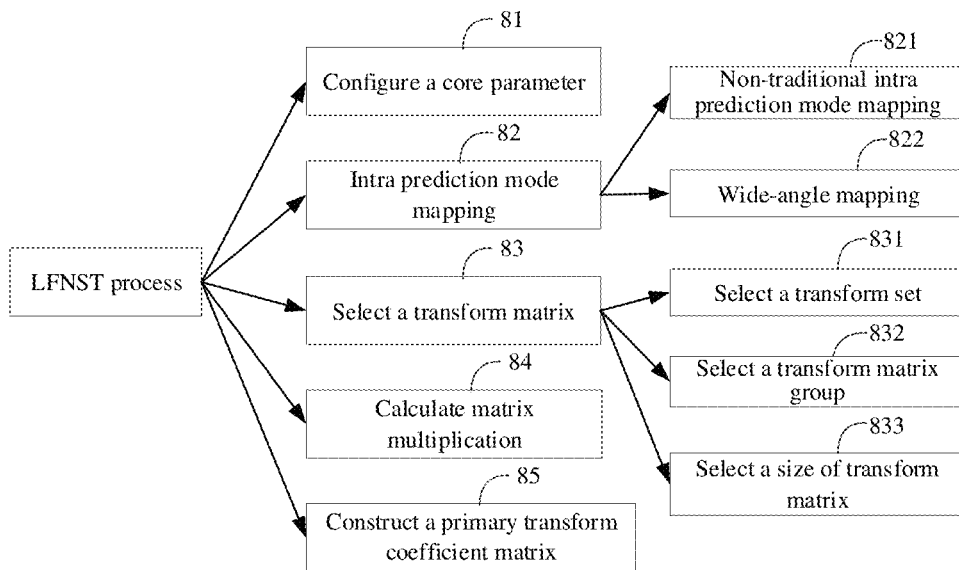 81
Configure a core parameter
82
Intra prediction mode
mapping
821
Non-traditional intra
prediction mode mapping
822
Wide-angle mapping
LFNST process
83
Select a transform matrix
831
Select a transform set
832
Select a transform matrix
group
833
Select a size of transform
matrix
84
Calculate matrix
multiplication
85
Construct a primary transform
coefficient matrix